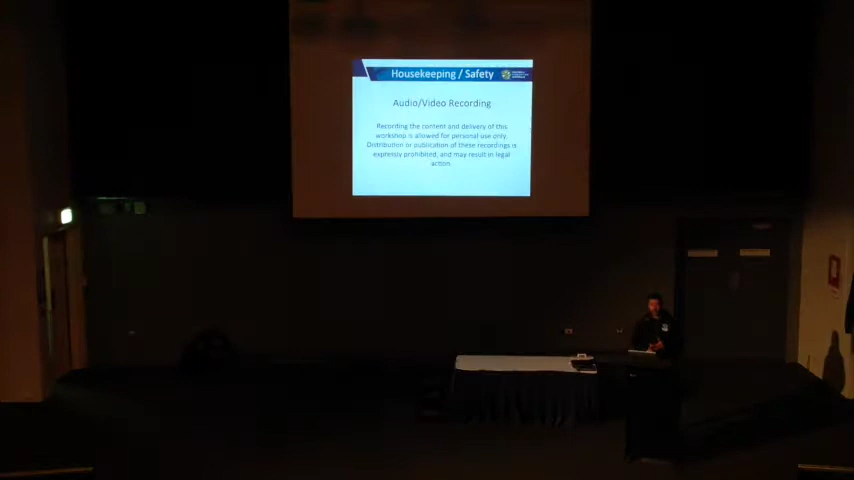 Housekeeping / Safety
Audio/Video Recording
Recording the content and delivery of this
workshop is allowed for personal use only.
Distribution or publication of these recordings is
expressly prohibited, and may result in legal
action.